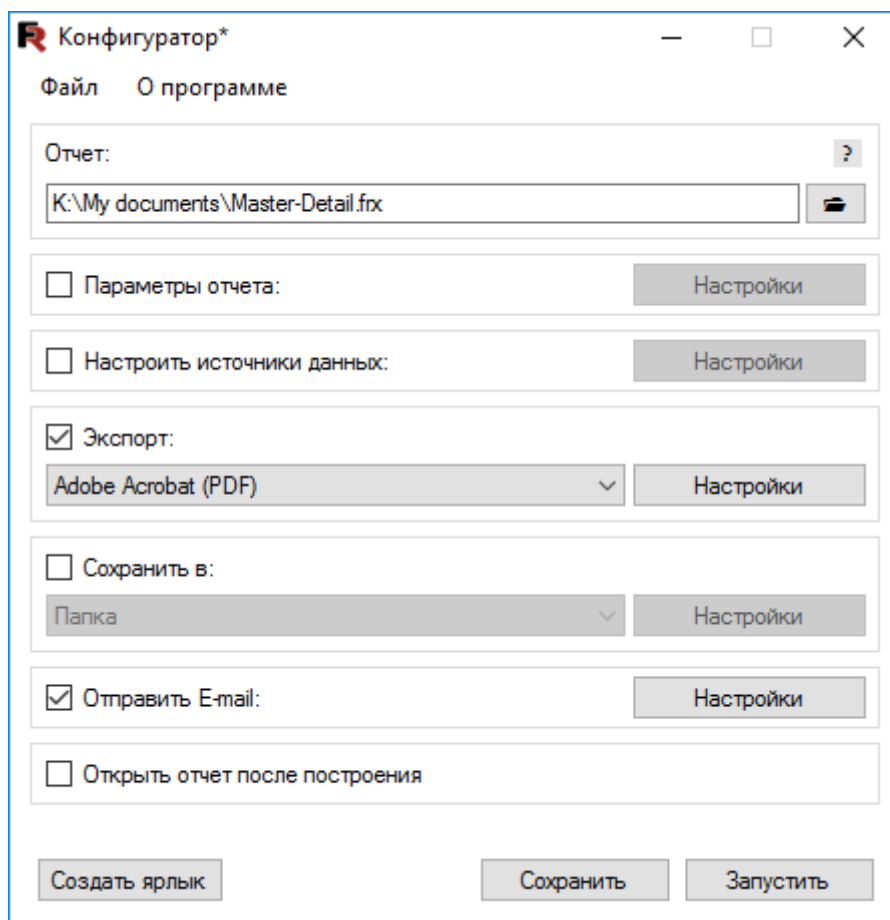 Конфигуратор*
Файл О программе
Отчет: ?
K:\My documents\Master-Detail.frx
Параметры отчета: Настройки
Настроить источники данных: Настройки
Экспорт:
Adobe Acrobat (PDF) Настройки
Сохранить в:
Папка Настройки
Отправить E-mail: Настройки
Открыть отчет после построения
Создать ярлык Сохранить Запустить